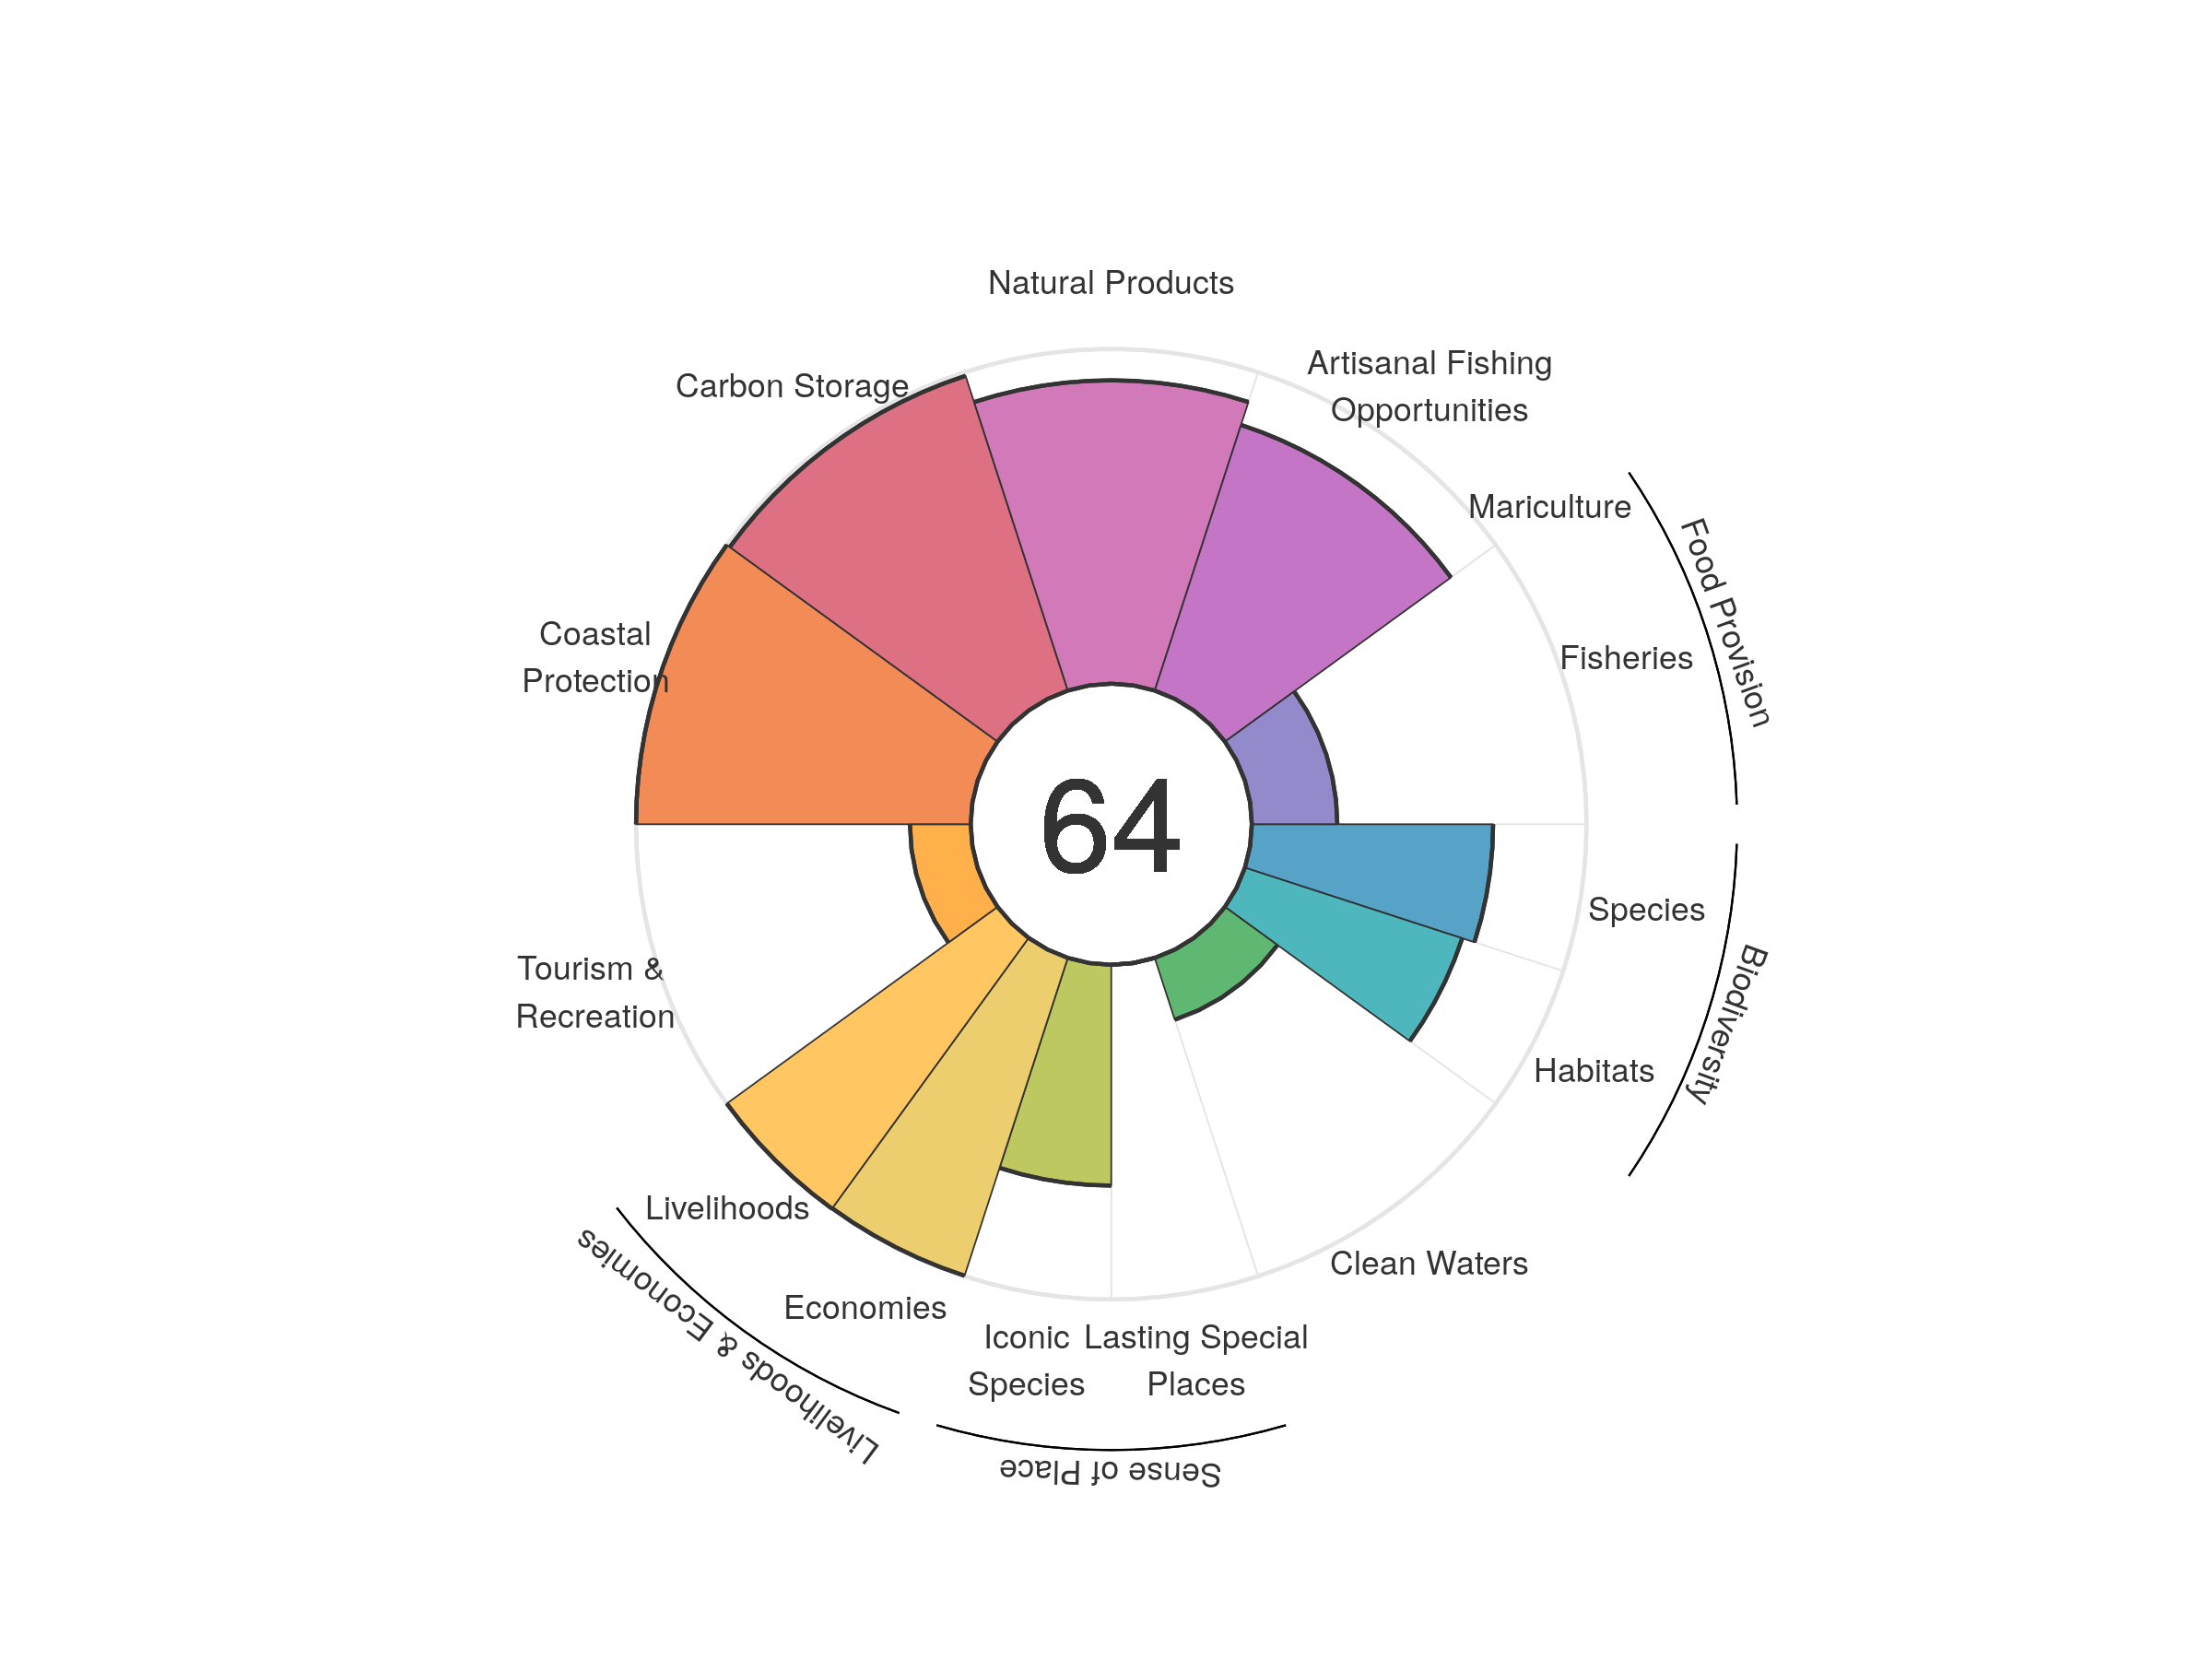 Natural Products
Artisanal Fishing
Opportunities
Carbon Storage
Mariculture
Food Provision
Fisheries
Coastal
Protection
64
Species
Biodiversity
Tourism &
Recreation
Habitats
Livelihoods
Clean Waters
Livelihoods & Economies
Economies
Iconic
Species
Lasting Special
Places
Sense of Place